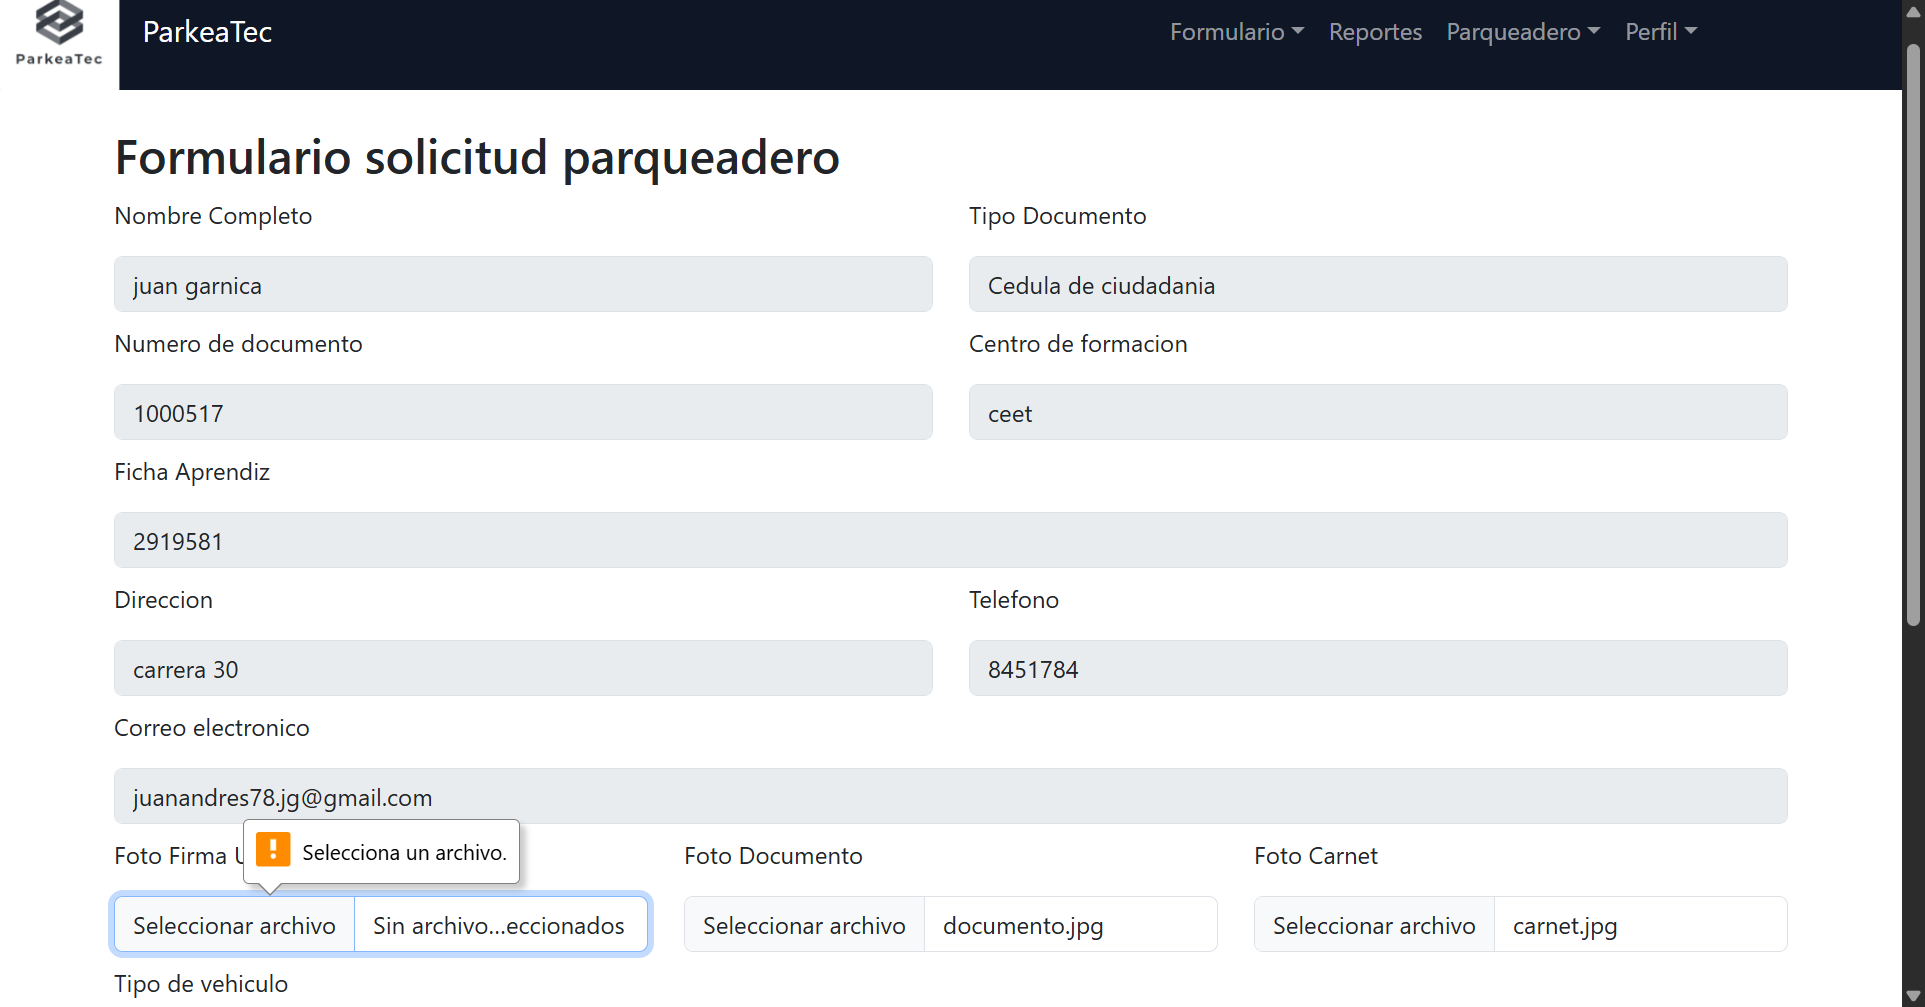 ParkeaTec
ParkeaTec
Formulario
Reportes
Parqueadero
Perfil
Formulario solicitud parqueadero
Nombre Completo
Tipo Documento
juan garnica
Cedula de ciudadania
Numero de documento
Centro de formacion
1000517
ceet
Ficha Aprendiz
2919581
Direccion
Telefono
carrera 30
8451784
Correo electronico
juanandres78.jg@gmail.com
Selecciona un archivo.
Foto Firma
Foto Documento
Foto Carnet
Seleccionar archivo
Sin archivo...eccionados
Seleccionar archivo
documento.jpg
Seleccionar archivo
carnet.jpg
Tipo de vehiculo